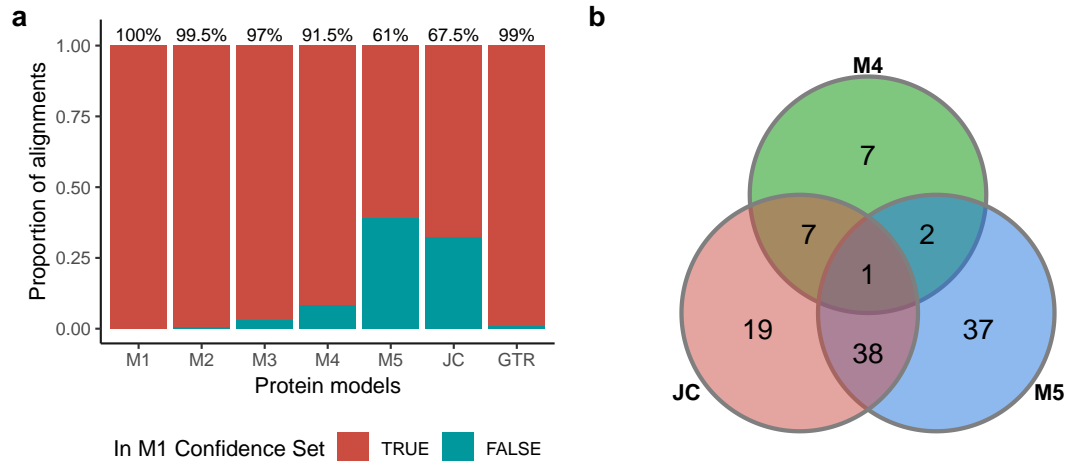 a
100% 99.5% 97% 91.5% 61% 67.5% 99%
1.00
0.75
0.50
0.25
0.00
Proportion of alignments
M1 M2 M3 M4 M5 JC GTR
Protein models
In M1 Confidence Set TRUE FALSE
b
M4
7
7
2
1
19
38
37
JC
M5